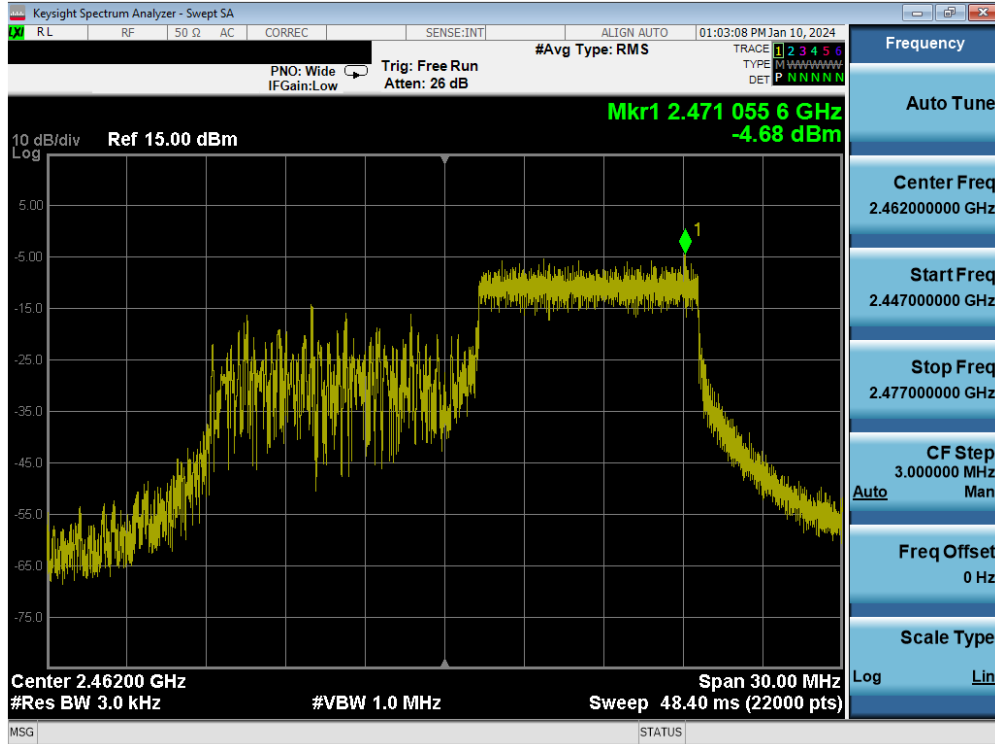 Keysight Spectrum Analyzer - Swept SA
LXI RL RF 50 Ω AC CORREC SENSE:INT ALIGN AUTO 01:03:08 PM Jan 10, 2024
#Avg Type: RMS
TRACE 1 2 3 4 5 6
PNO: Wide Trig: Free Run TYPE M WWWWW
IFGain:Low Atten: 26 dB DET P N N N N N
Mkr1 2.471 055 6 GHz
-4.68 dBm
10 dB/div Ref 15.00 dBm
Log
5.00
1
-5.00
-15.0
-25.0
-35.0
-45.0
-55.0
-65.0
-75.0
Center 2.46200 GHz Span 30.00 MHz
#Res BW 3.0 kHz #VBW 1.0 MHz Sweep 48.40 ms (22000 pts)
MSG STATUS
Frequency
Auto Tune
Center Freq
2.462000000 GHz
Start Freq
2.447000000 GHz
Stop Freq
2.477000000 GHz
CF Step
3.000000 MHz
Auto Man
Freq Offset
0 Hz
Scale Type
Log Lin